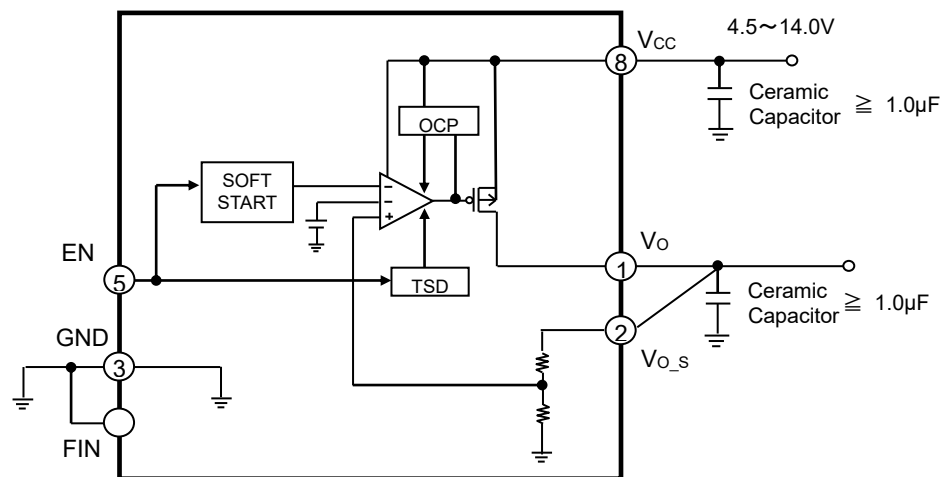 VCC
4.5～14.0V
8
Ceramic
Capacitor ≧ 1.0µF
OCP
SOFT
START
−
−
+
EN
5
TSD
VO
1
Ceramic
Capacitor ≧ 1.0µF
2
VO_S
GND
3
FIN